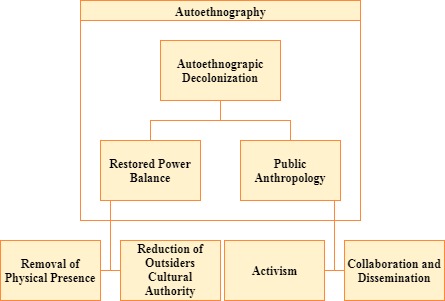 Autoethnography
Autoethnograpic
Decolonization
Restored Power
Balance
Public
Anthropology
Removal of
Physical Presence
Reduction of
Outsiders
Cultural
Authority
Activism
Collaboration and
Dissemination